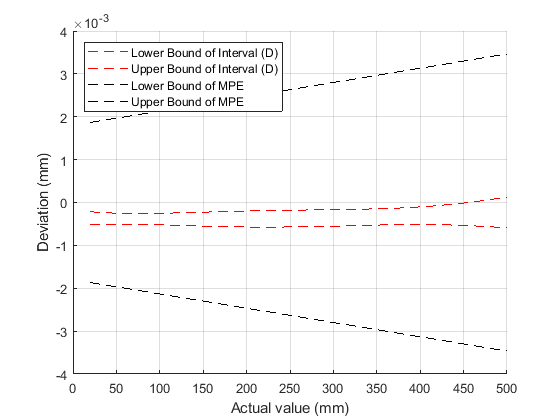 ×10-3
4
3
2
1
0
-1
-2
-3
-4
Deviation (mm)
Lower Bound of Interval (D)
Upper Bound of Interval (D)
Lower Bound of MPE
Upper Bound of MPE
0 50 100 150 200 250 300 350 400 450 500
Actual value (mm)